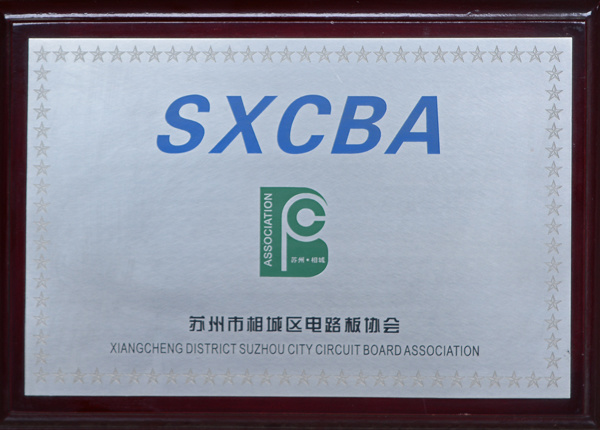 SXCBA
ASSOCIATION
PC
苏州•相城
苏州市相城区电路板协会
XIANGCHENG DISTRICT SUZHOU CITY CIRCUIT BOARD ASSOCIATION